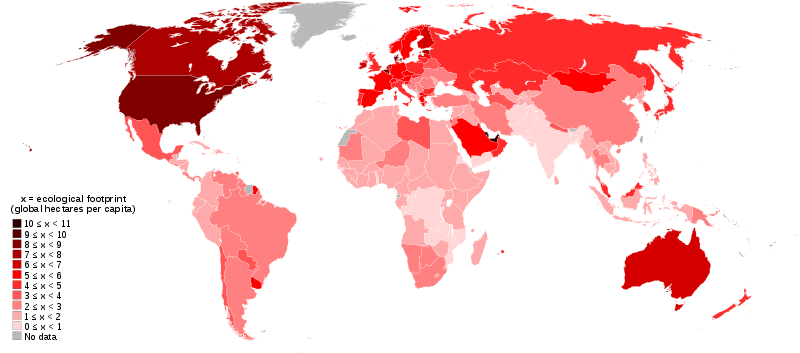 x = ecological footprint
(global hectares per capita)
10 ≤ x < 11
9 ≤ x < 10
8 ≤ x < 9
7 ≤ x < 8
6 ≤ x < 7
5 ≤ x < 6
4 ≤ x < 5
3 ≤ x < 4
2 ≤ x < 3
1 ≤ x < 2
0 ≤ x < 1
No data